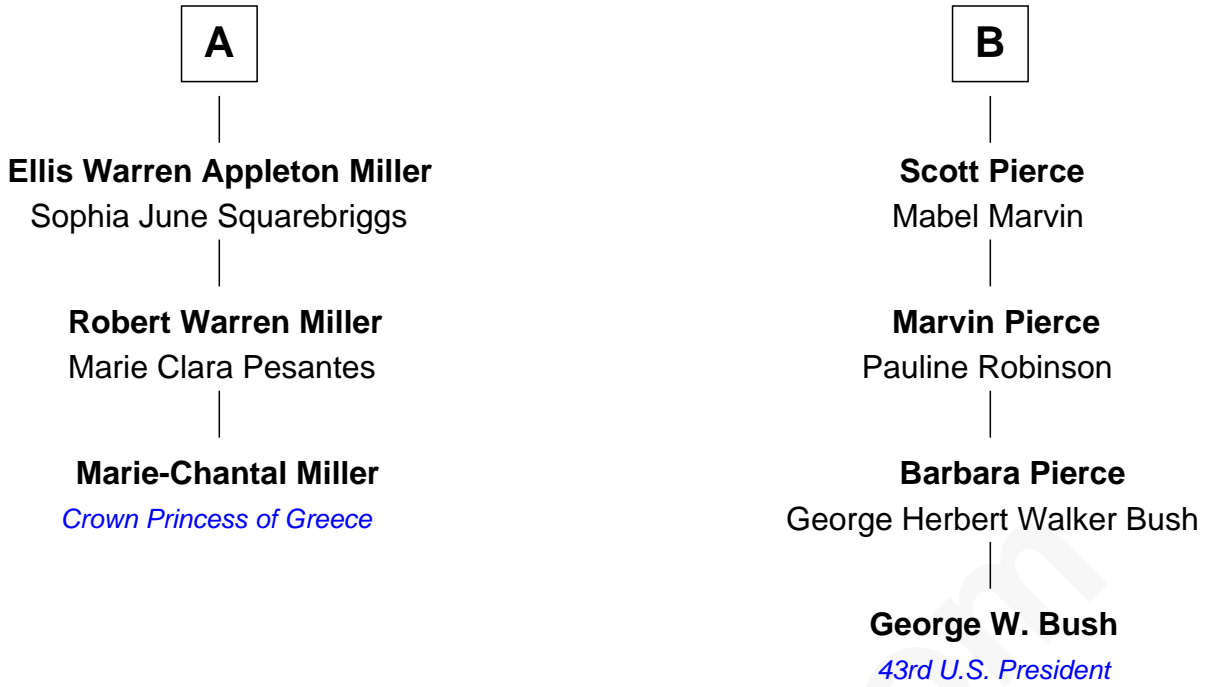 A
Ellis Warren Appleton Miller
Sophia June Squarebriggs
Robert Warren Miller
Marie Clara Pesantes
Marie-Chantal Miller
Crown Princess of Greece
B
Scott Pierce
Mabel Marvin
Marvin Pierce
Pauline Robinson
Barbara Pierce
George Herbert Walker Bush
George W. Bush
43rd U.S. President